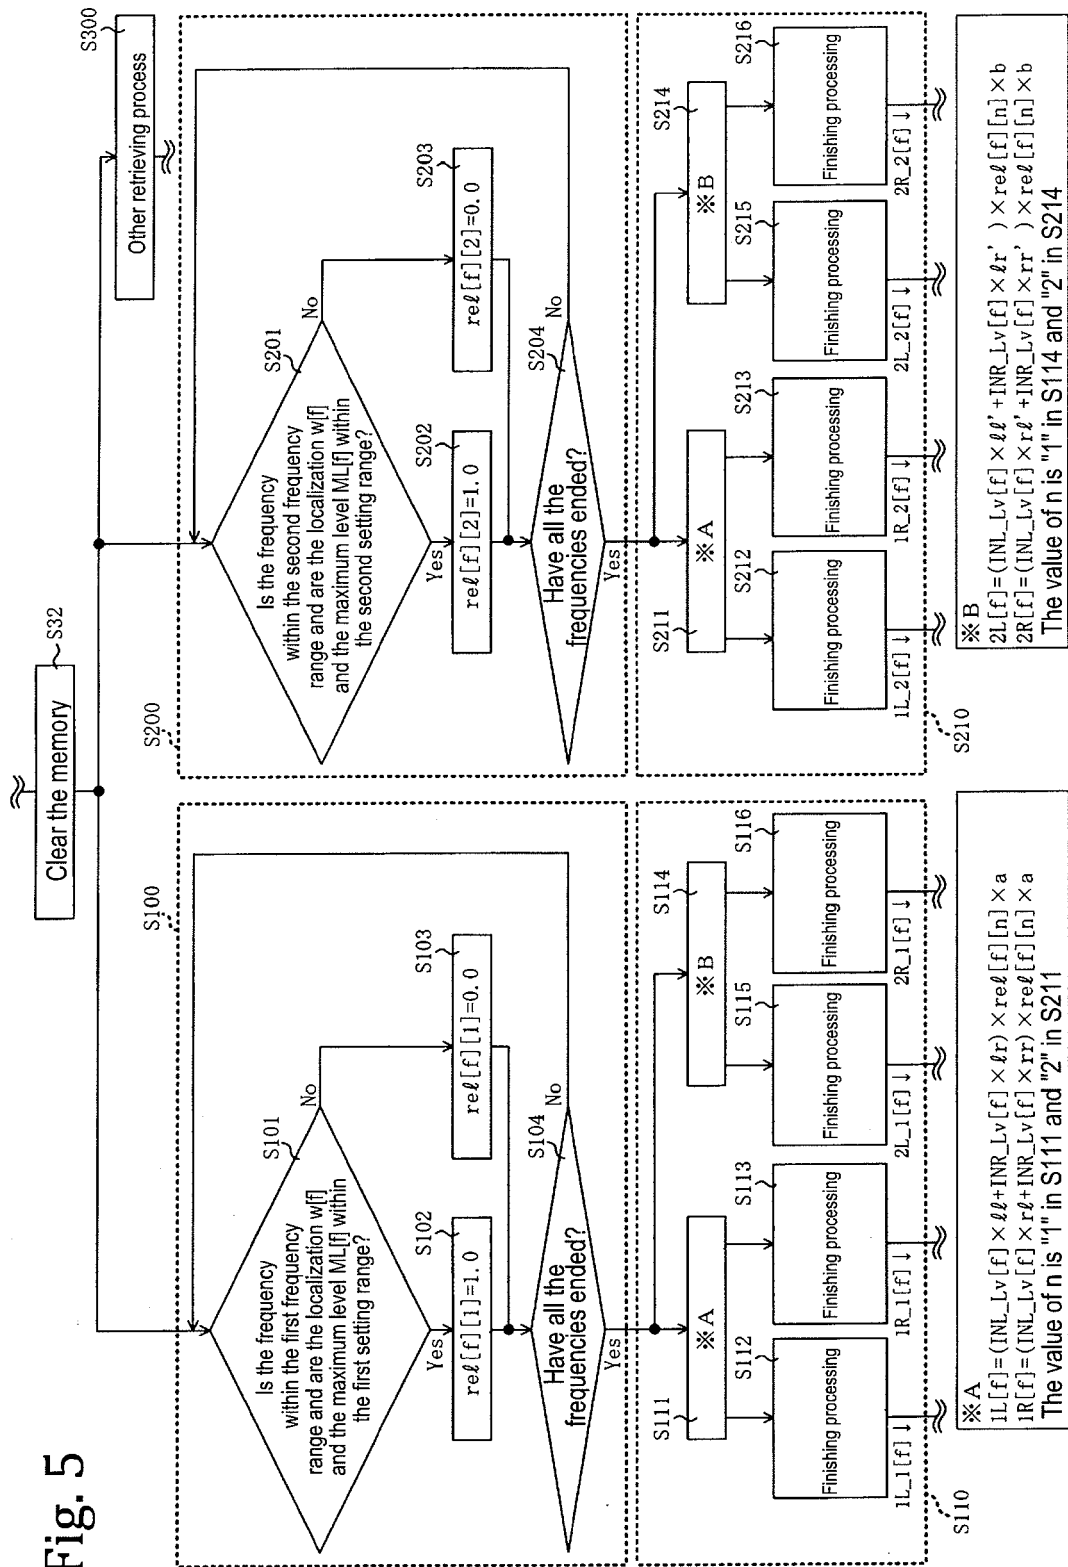 Fig. 5
Clear the memory
S32
S300
Other retrieving process
S100
S101
Is the frequency
within the first frequency
range and are the localization w[f]
and the maximum level ML[f] within
the first setting range?
No
Yes
S102
reℓ[f][1]=1.0
S103
reℓ[f][1]=0.0
S104
Have all the
frequencies ended?
No
Yes
S110
S111
※A
S114
※B
S112
Finishing processing
1L_1[f]↓
S113
Finishing processing
1R_1[f]↓
S115
Finishing processing
2L_1[f]↓
S116
Finishing processing
2R_1[f]↓
S200
S201
Is the frequency
within the second frequency
range and are the localization w[f]
and the maximum level ML[f] within
the second setting range?
No
Yes
S202
reℓ[f][2]=1.0
S203
reℓ[f][2]=0.0
S204
Have all the
frequencies ended?
No
Yes
S210
S211
※A
S214
※B
S212
Finishing processing
1L_2[f]↓
S213
Finishing processing
1R_2[f]↓
S215
Finishing processing
2L_2[f]↓
S216
Finishing processing
2R_2[f]↓
※A
1L[f]=(INL_Lv[f]×ℓℓ+INR_Lv[f]×ℓr)×reℓ[f][n]×a
1R[f]=(INL_Lv[f]×rℓ+INR_Lv[f]×rr)×reℓ[f][n]×a
The value of n is "1" in S111 and "2" in S211
※B
2L[f]=(INL_Lv[f]×ℓℓ'+INR_Lv[f]×ℓr')×reℓ[f][n]×b
2R[f]=(INL_Lv[f]×rℓ'+INR_Lv[f]×rr')×reℓ[f][n]×b
The value of n is "1" in S114 and "2" in S214